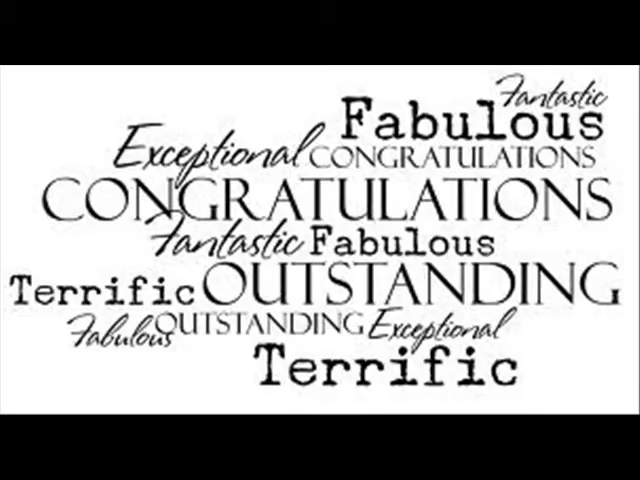 Fantastic
Fabulous
Exceptional CONGRATULATIONS
CONGRATULATIONS
Fantastic Fabulous
Terrific OUTSTANDING
Fabulous OUTSTANDING Exceptional
Terrific